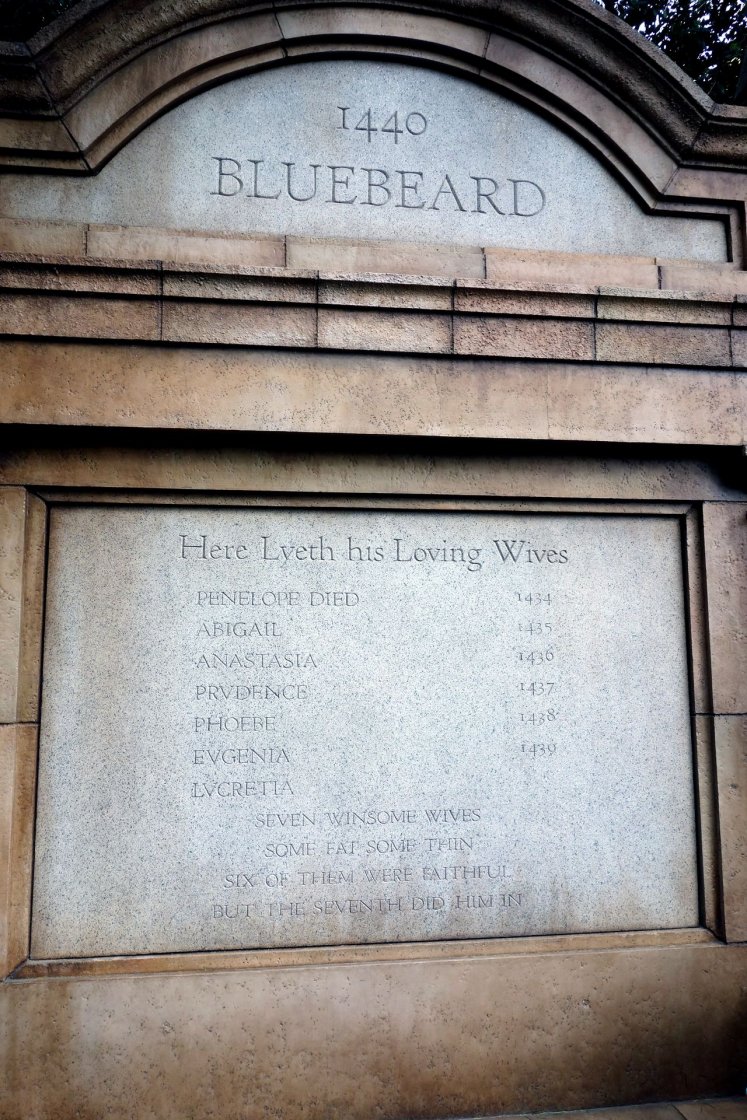 1440
BLUEBEARD
Here Lyeth his Loving Wives
PENELOPE DIED 1434
ABIGAIL 1435
ANASTASIA 1436
PRVDENCE 1437
PHOEBE 1438
EVGENIA 1439
LVCRETIA
SEVEN WINSOME WIVES
SOME FAT SOME THIN
SIX OF THEM WERE FAITHFUL
BUT THE SEVENTH DID HIM IN